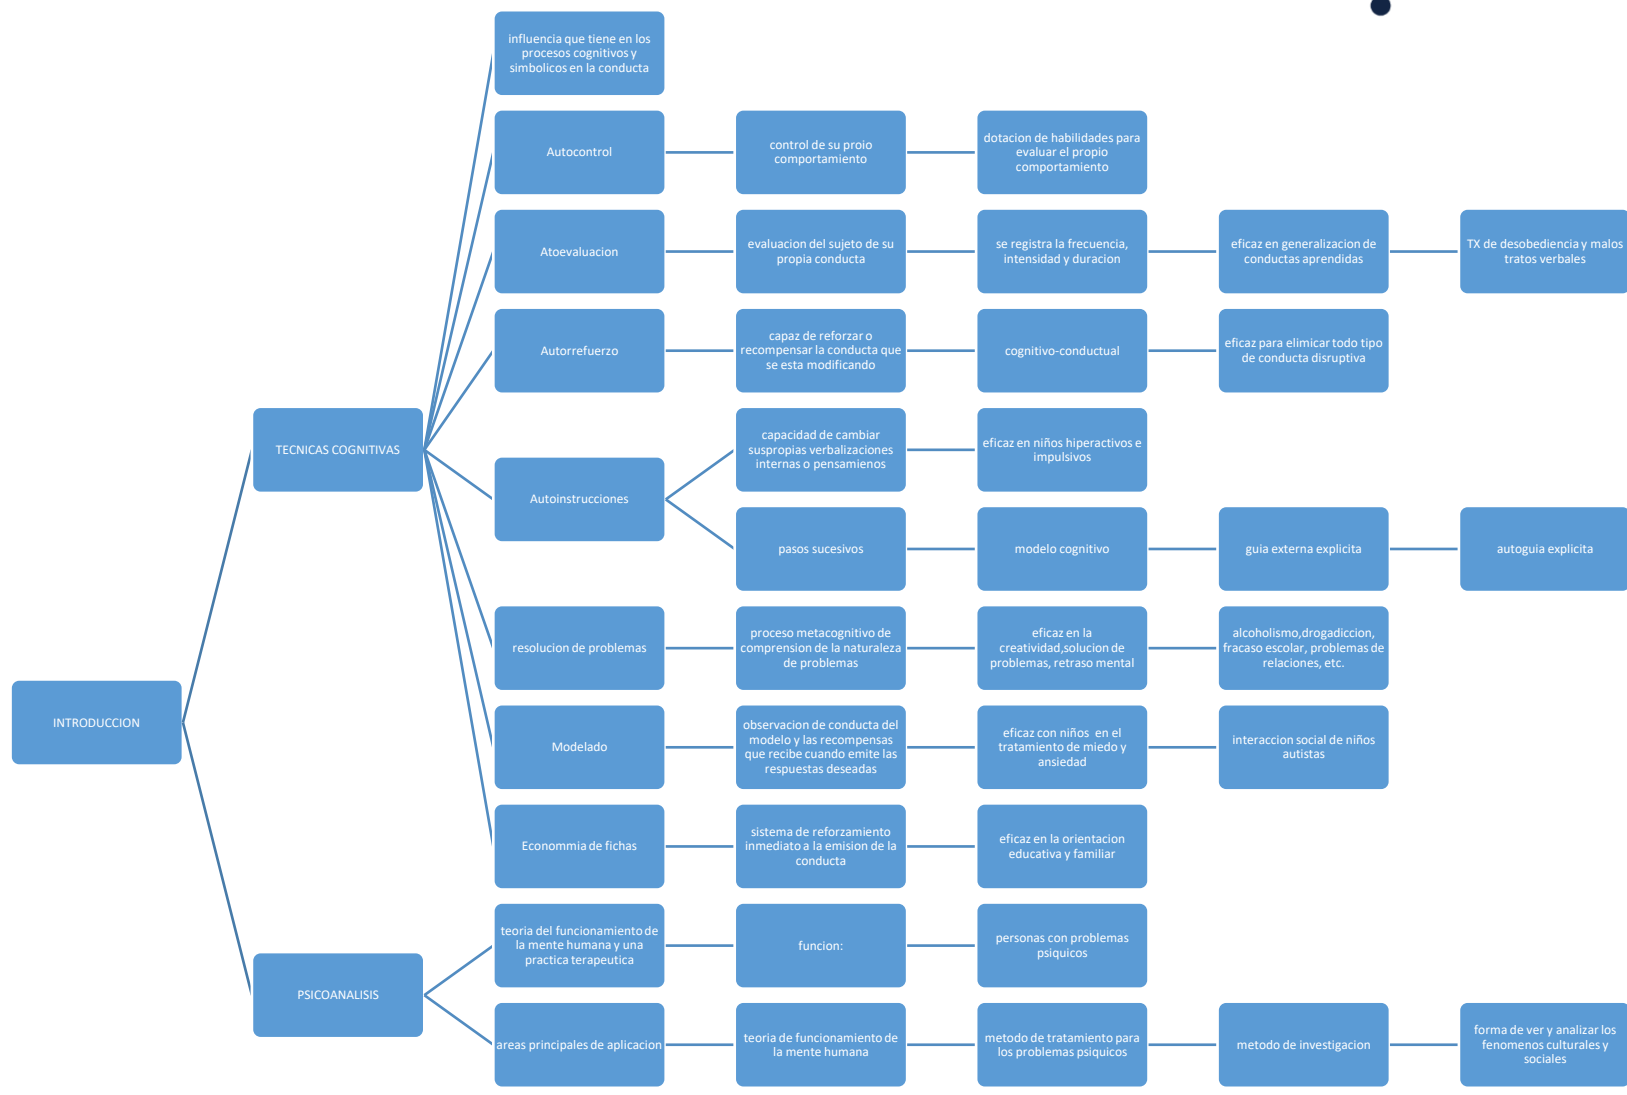 influencia que tiene en los
procesos cognitivos y
simbolicos en la conducta
Autocontrol
control de su proio
comportamiento
dotacion de habilidades para
evaluar el propio
comportamiento
Atoevaluacion
evaluacion del sujeto de su
propia conducta
se registra la frecuencia,
intensidad y duracion
eficaz en generalizacion de
conductas aprendidas
TX de desobediencia y malos
tratos verbales
Autorrefuerzo
capaz de reforzar o
recompensar la conducta que
se esta modificando
cognitivo-conductual
eficaz para elimicar todo tipo
de conducta disruptiva
TECNICAS COGNITIVAS
Autoinstrucciones
capacidad de cambiar
suspropias verbalizaciones
internas o pensamienos
eficaz en niños hiperactivos e
impulsivos
pasos sucesivos
modelo cognitivo
guia externa explicita
autoguia explicita
resolucion de problemas
proceso metacognitivo de
comprension de la naturaleza
de problemas
eficaz en la
creatividad,solucion de
problemas, retraso mental
alcoholismo,drogadiccion,
fracaso escolar, problemas de
relaciones, etc.
INTRODUCCION
Modelado
observacion de conducta del
modelo y las recompensas
que recibe cuando emite las
respuestas deseadas
eficaz con niños  en el
tratamiento de miedo y
ansiedad
interaccion social de niños
autistas
Econommia de fichas
sistema de reforzamiento
inmediato a la emision de la
conducta
eficaz en la orientacion
educativa y familiar
PSICOANALISIS
teoria del funcionamiento de
la mente humana y una
practica terapeutica
funcion:
personas con problemas
psiquicos
areas principales de aplicacion
teoria de funcionamiento de
la mente humana
metodo de tratamiento para
los problemas psiquicos
metodo de investigacion
forma de ver y analizar los
fenomenos culturales y
sociales